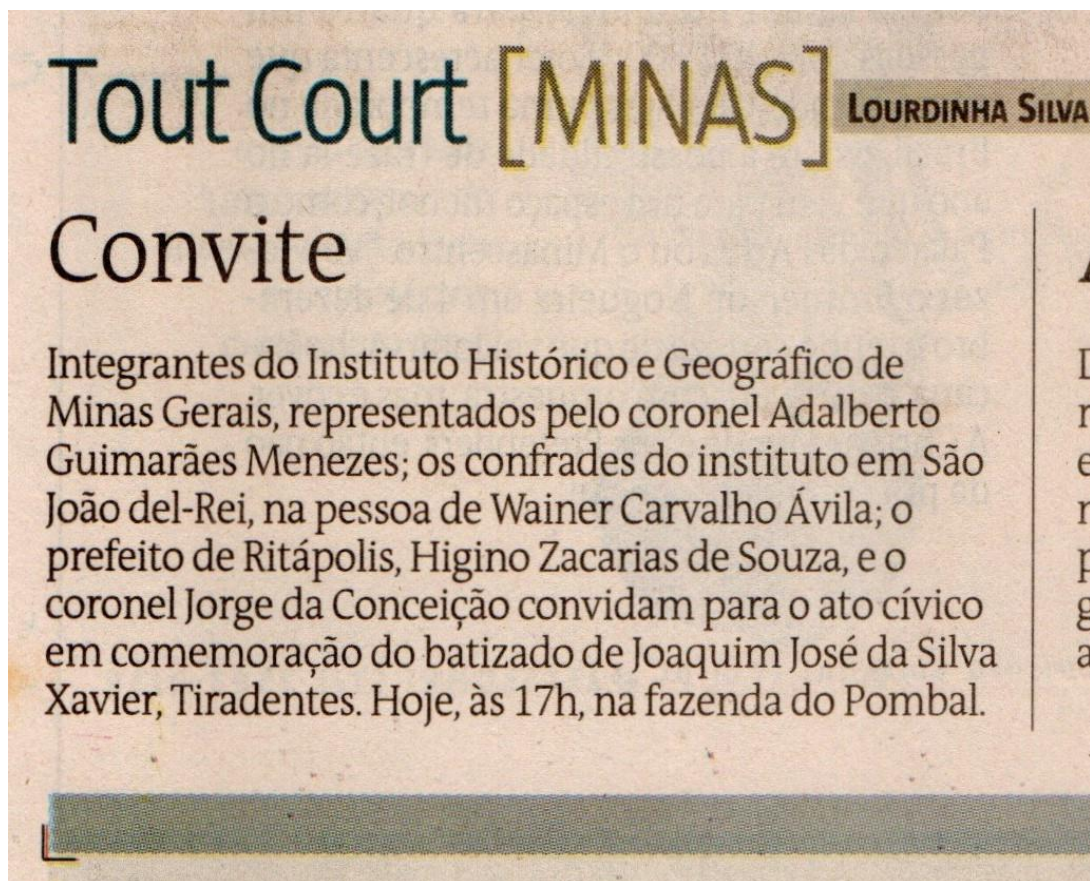 Tout Court [MINAS] LOURDINHA SILVA
Convite
Integrantes do Instituto Histórico e Geográfico de
Minas Gerais, representados pelo coronel Adalberto
Guimarães Menezes; os confrades do instituto em São
João del-Rei, na pessoa de Wainer Carvalho Ávila; o
prefeito de Ritápolis, Higino Zacarias de Souza, e o
coronel Jorge da Conceição convidam para o ato cívico
em comemoração do batizado de Joaquim José da Silva
Xavier, Tiradentes. Hoje, às 17h, na fazenda do Pombal.